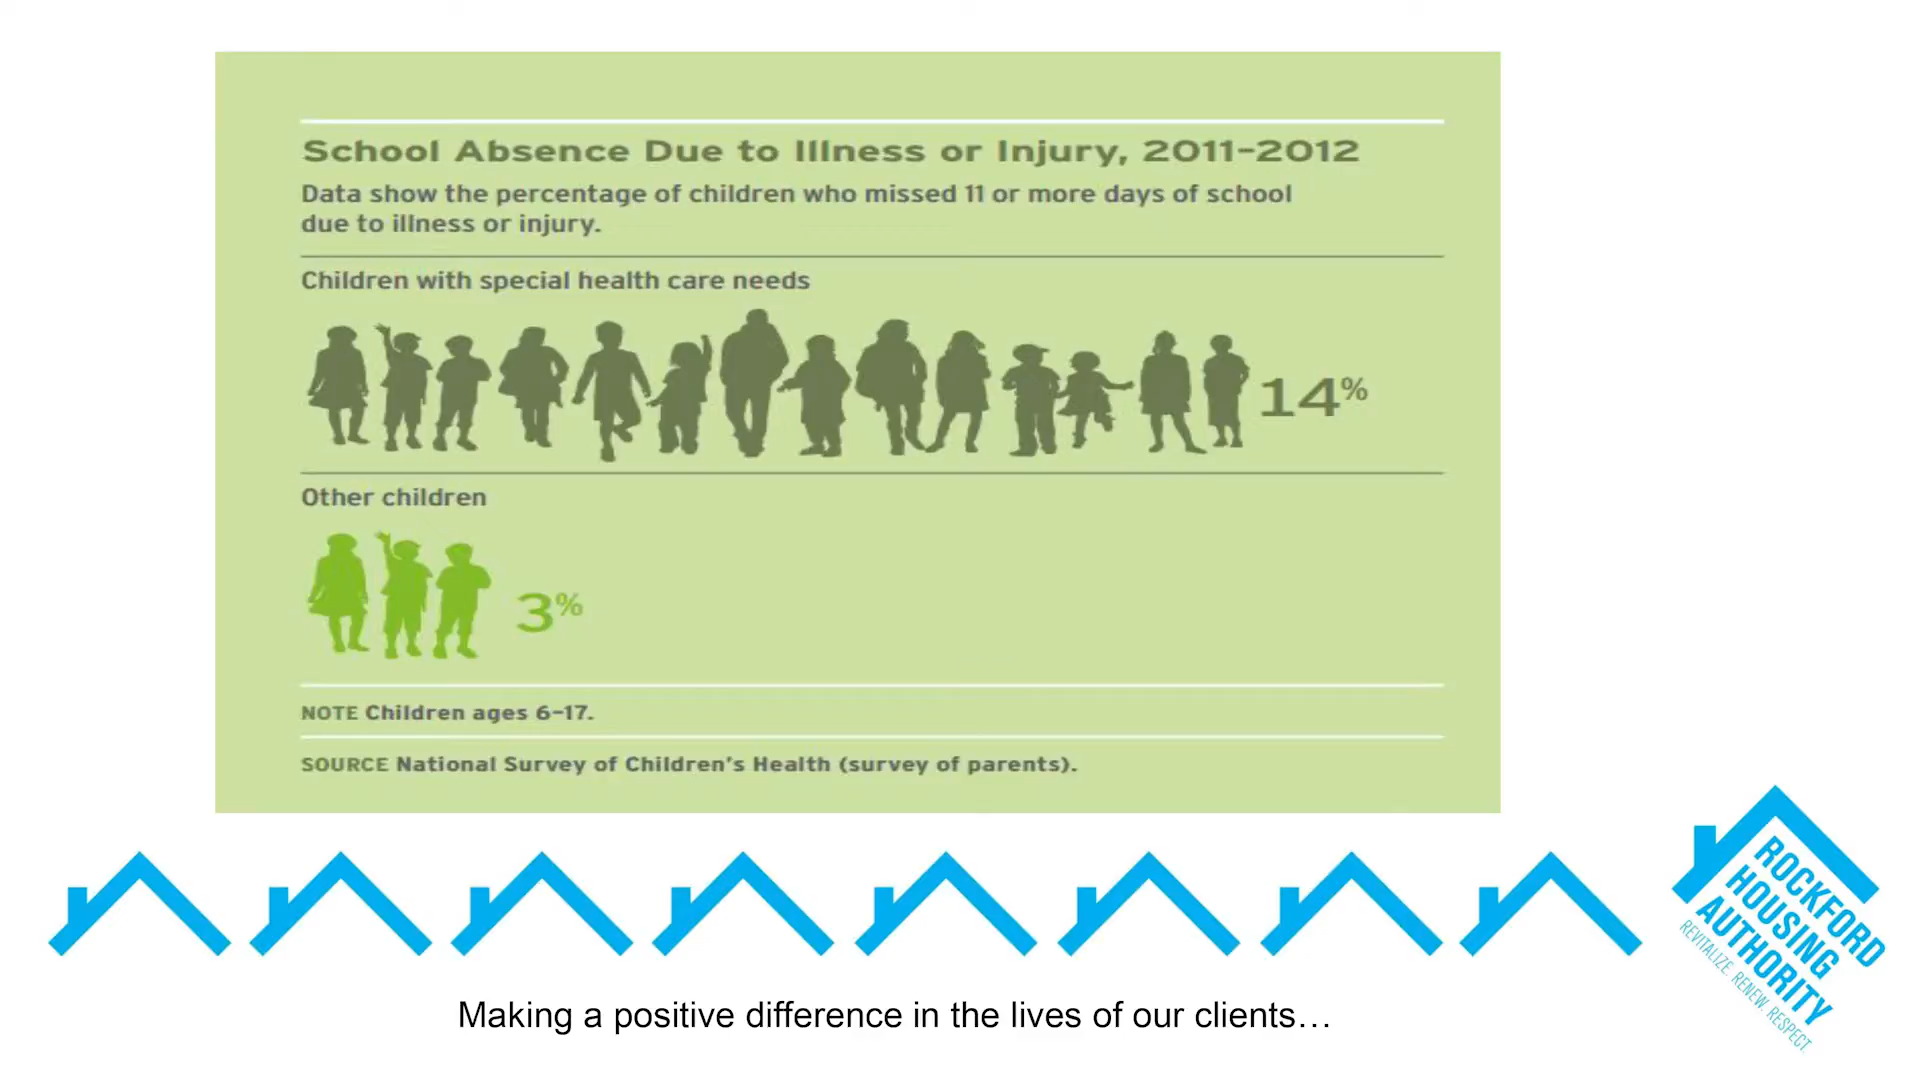 School Absence Due to Illness or Injury, 2011–2012
Data show the percentage of children who missed 11 or more days of school
due to illness or injury.
Children with special health care needs
14%
Other children
3%
NOTE Children ages 6–17.
SOURCE National Survey of Children's Health (survey of parents).
ROCKFORD
HOUSING
AUTHORITY
REVITALIZE. RENEW. RESPECT.
Making a positive difference in the lives of our clients…